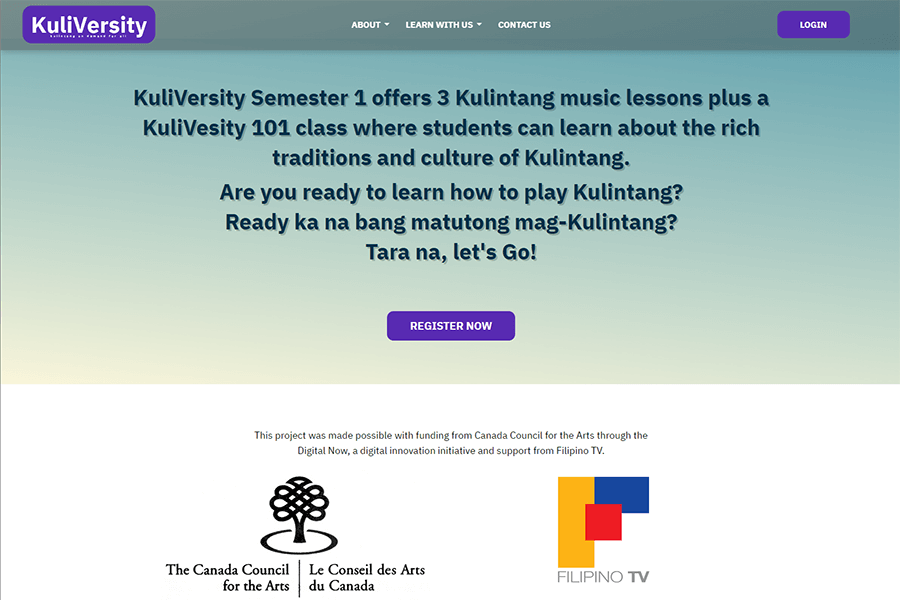 KuliVersity
kulintang on demand for all
ABOUT
LEARN WITH US
CONTACT US
LOGIN
KuliVersity Semester 1 offers 3 Kulintang music lessons plus a
KuliVesity 101 class where students can learn about the rich
traditions and culture of Kulintang.
Are you ready to learn how to play Kulintang?
Ready ka na bang matutong mag-Kulintang?
Tara na, let's Go!
REGISTER NOW
This project was made possible with funding from Canada Council for the Arts through the
Digital Now, a digital innovation initiative and support from Filipino TV.
The Canada Council
for the Arts
Le Conseil des Arts
du Canada
FILIPINO TV